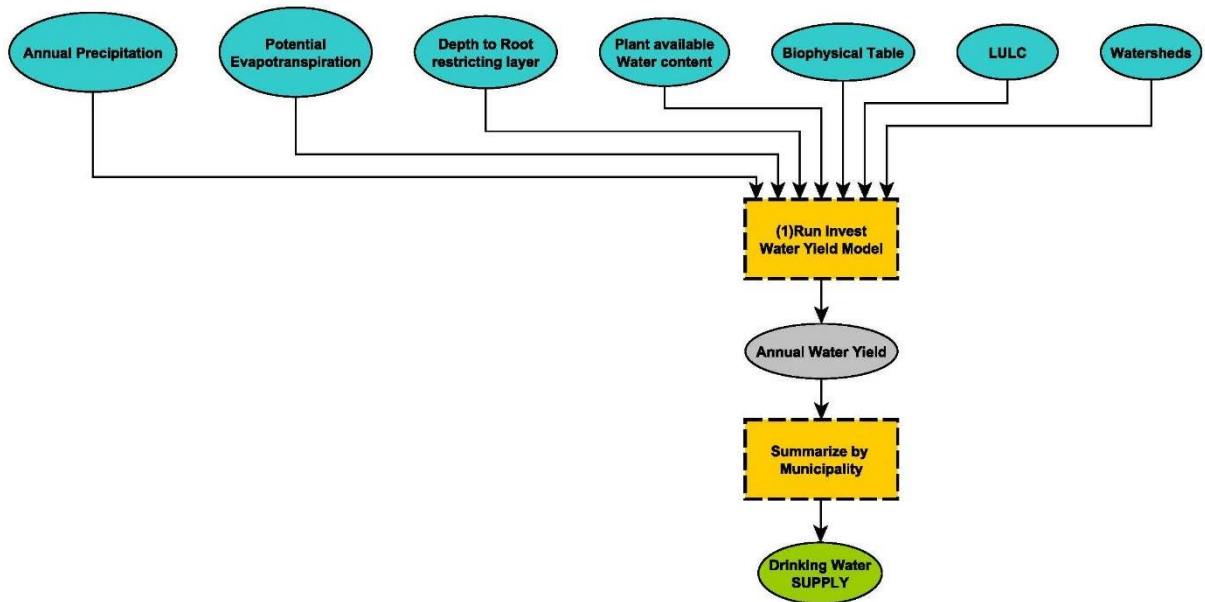 Annual Precipitation
Potential
Evapotranspiration
Depth to Root
restricting layer
Plant available
Water content
Biophysical Table
LULC
Watersheds
(1)Run Invest
Water Yield Model
Annual Water Yield
Summarize by
Municipality
Drinking Water
SUPPLY